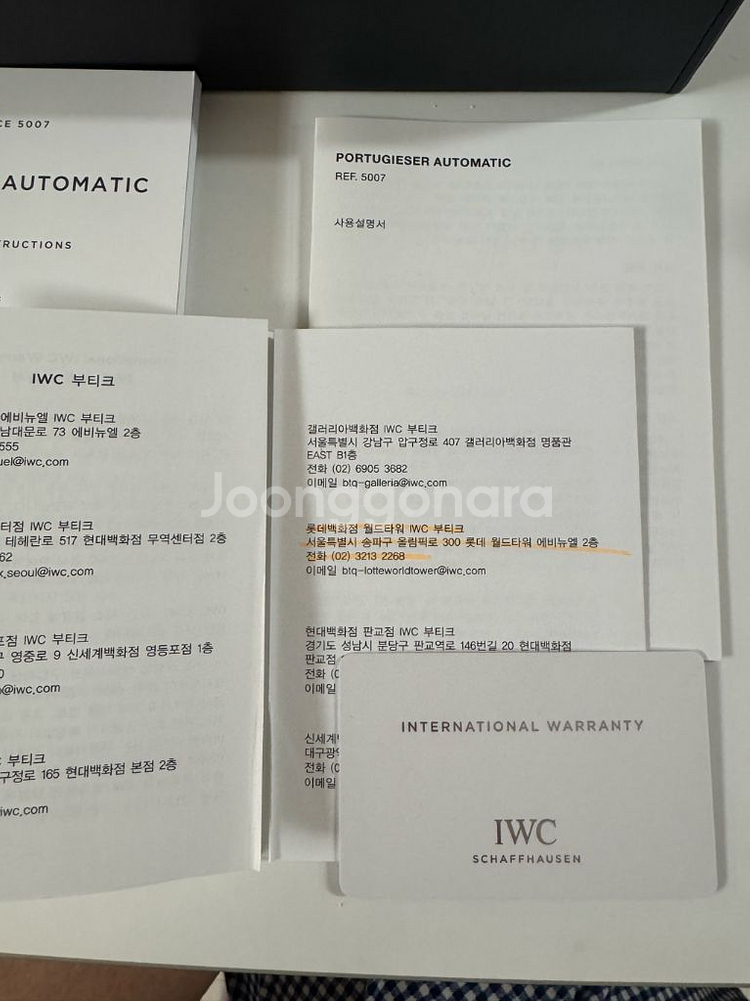 CE 5007
AUTOMATIC
RUCTIONS
PORTUGIESER AUTOMATIC
REF. 5007
사용설명서
IWC 부티크
에비뉴엘 IWC 부티크
남대문로 73 에비뉴엘 2층
555
uel@iwc.com
터점 IWC 부티크
테헤란로 517 현대백화점 무역센터점 2층
62
x.seoul@iwc.com
포점 IWC 부티크
구 영중로 9 신세계백화점 영등포점 1층
0
o@iwc.com
부티크
구정로 165 현대백화점 본점 2층
iwc.com
갤러리아백화점 IWC 부티크
서울특별시 강남구 압구정로 407 갤러리아백화점 명품관
EAST B1층
전화 (02) 6905 3682
이메일 btq-galleria@iwc.com
Joonggonara
롯데백화점 월드타워 IWC 부티크
서울특별시 송파구 올림픽로 300 롯데 월드타워 에비뉴엘 2층
전화 (02) 3213 2268
이메일 btq-lotteworldtower@iwc.com
현대백화점 판교점 IWC 부티크
경기도 성남시 분당구 판교역로 146번길 20 현대백화점
판교점
전화 (0
이메일
신세계
대구광역
전화 (0
이메일
INTERNATIONAL WARRANTY
IWC
SCHAFFHAUSEN